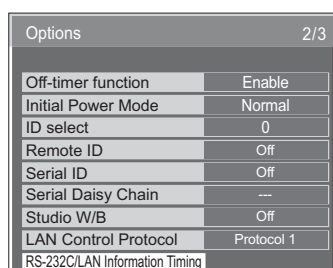 Options 2/3
Off-timer function Enable
Initial Power Mode Normal
ID select 0
Remote ID Off
Serial ID Off
Serial Daisy Chain ---
Studio W/B Off
LAN Control Protocol Protocol 1
RS-232C/LAN Information Timing